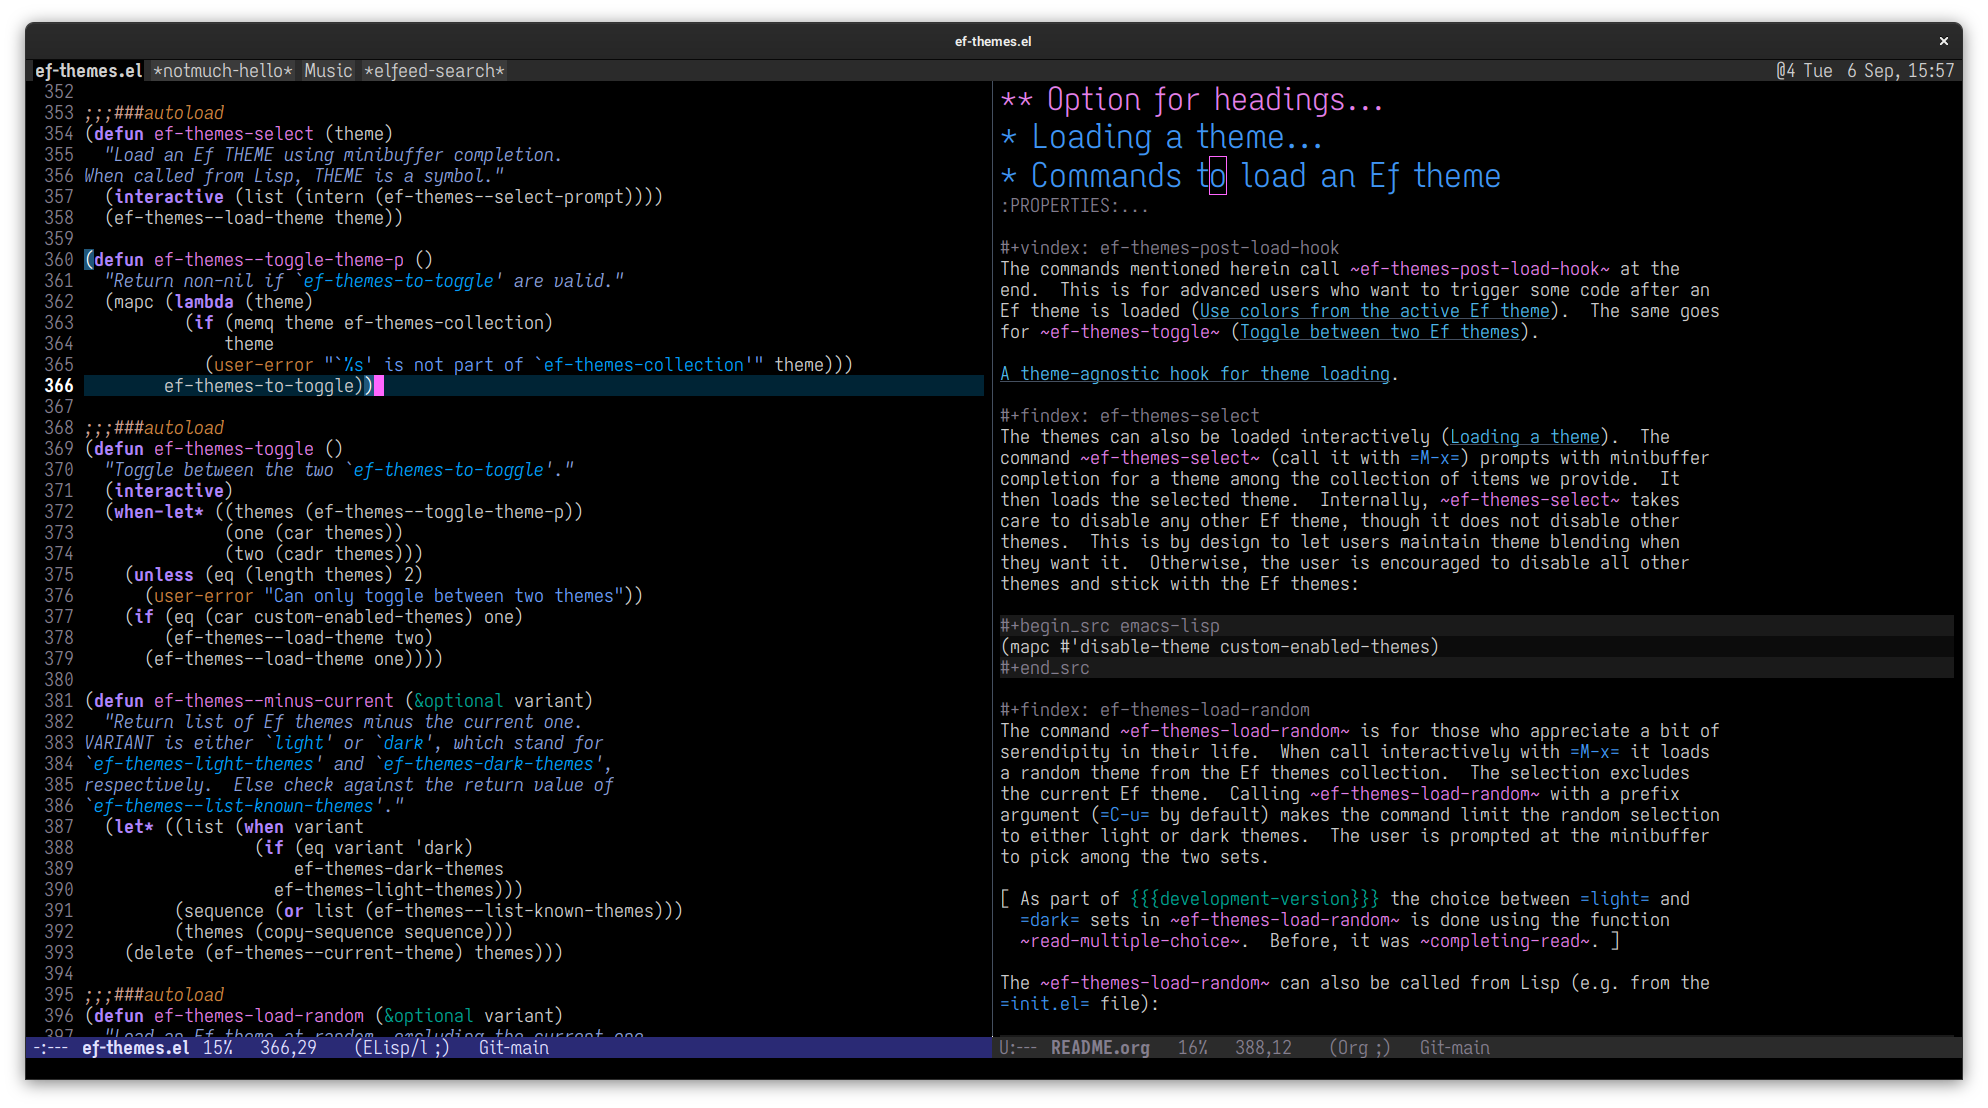 ef-themes.el
×
ef-themes.el *notmuch-hello* Music *elfeed-search*
@4 Tue  6 Sep, 15:57
352
353 ;;;###autoload
354 (defun ef-themes-select (theme)
355   "Load an Ef THEME using minibuffer completion.
356 When called from Lisp, THEME is a symbol."
357   (interactive (list (intern (ef-themes--select-prompt))))
358   (ef-themes--load-theme theme))
359
360 (defun ef-themes--toggle-theme-p ()
361   "Return non-nil if `ef-themes-to-toggle' are valid."
362   (mapc (lambda (theme)
363           (if (memq theme ef-themes-collection)
364               theme
365             (user-error "`%s' is not part of `ef-themes-collection'" theme)))
366         ef-themes-to-toggle))
367
368 ;;;###autoload
369 (defun ef-themes-toggle ()
370   "Toggle between the two `ef-themes-to-toggle'."
371   (interactive)
372   (when-let* ((themes (ef-themes--toggle-theme-p))
373               (one (car themes))
374               (two (cadr themes)))
375     (unless (eq (length themes) 2)
376       (user-error "Can only toggle between two themes"))
377     (if (eq (car custom-enabled-themes) one)
378         (ef-themes--load-theme two)
379       (ef-themes--load-theme one))))
380
381 (defun ef-themes--minus-current (&optional variant)
382   "Return list of Ef themes minus the current one.
383 VARIANT is either `light' or `dark', which stand for
384 `ef-themes-light-themes' and `ef-themes-dark-themes',
385 respectively.  Else check against the return value of
386 `ef-themes--list-known-themes'."
387   (let* ((list (when variant
388                  (if (eq variant 'dark)
389                      ef-themes-dark-themes
390                    ef-themes-light-themes)))
391          (sequence (or list (ef-themes--list-known-themes)))
392          (themes (copy-sequence sequence)))
393     (delete (ef-themes--current-theme) themes)))
394
395 ;;;###autoload
396 (defun ef-themes-load-random (&optional variant)
397   "Load an Ef theme at random, excluding the current one.
-:---  ef-themes.el  15%   366,29    (ELisp/l ;)   Git-main
** Option for headings...
* Loading a theme...
* Commands to load an Ef theme
:PROPERTIES:...
#+vindex: ef-themes-post-load-hook
The commands mentioned herein call ~ef-themes-post-load-hook~ at the
end.  This is for advanced users who want to trigger some code after an
Ef theme is loaded (Use colors from the active Ef theme).  The same goes
for ~ef-themes-toggle~ (Toggle between two Ef themes).
A theme-agnostic hook for theme loading.
#+findex: ef-themes-select
The themes can also be loaded interactively (Loading a theme).  The
command ~ef-themes-select~ (call it with =M-x=) prompts with minibuffer
completion for a theme among the collection of items we provide.  It
then loads the selected theme.  Internally, ~ef-themes-select~ takes
care to disable any other Ef theme, though it does not disable other
themes.  This is by design to let users maintain theme blending when
they want it.  Otherwise, the user is encouraged to disable all other
themes and stick with the Ef themes:
#+begin_src emacs-lisp
(mapc #'disable-theme custom-enabled-themes)
#+end_src
#+findex: ef-themes-load-random
The command ~ef-themes-load-random~ is for those who appreciate a bit of
serendipity in their life.  When call interactively with =M-x= it loads
a random theme from the Ef themes collection.  The selection excludes
the current Ef theme.  Calling ~ef-themes-load-random~ with a prefix
argument (=C-u= by default) makes the command limit the random selection
to either light or dark themes.  The user is prompted at the minibuffer
to pick among the two sets.
[ As part of {{{development-version}}} the choice between =light= and
  =dark= sets in ~ef-themes-load-random~ is done using the function
  ~read-multiple-choice~.  Before, it was ~completing-read~. ]
The ~ef-themes-load-random~ can also be called from Lisp (e.g. from the
=init.el= file):
U:---  README.org   16%   388,12    (Org ;)   Git-main